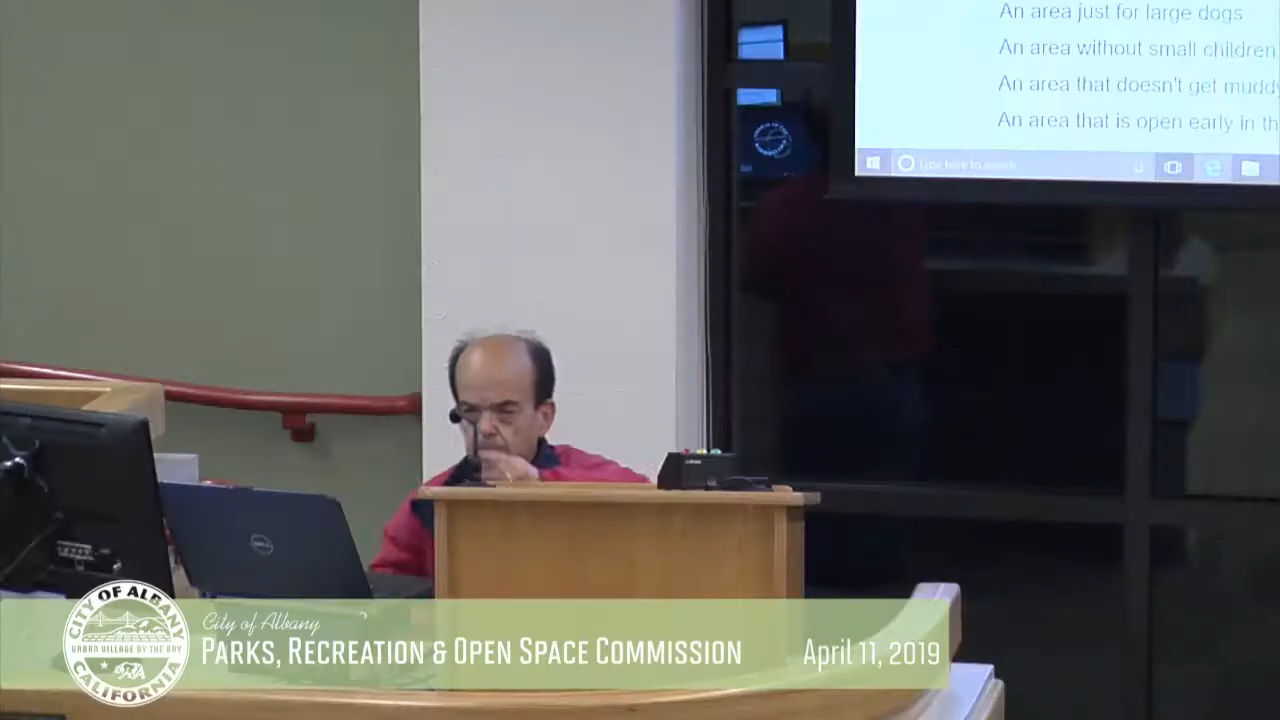 An area just for large dogs
An area without small children
An area that doesn't get muddy
An area that is open early in th
Type here to search
DELL
City of Albany
PARKS, RECREATION & OPEN SPACE COMMISSION
April 11, 2019
CITY OF ALBANY
URBAN VILLAGE BY THE BAY
CALIFORNIA